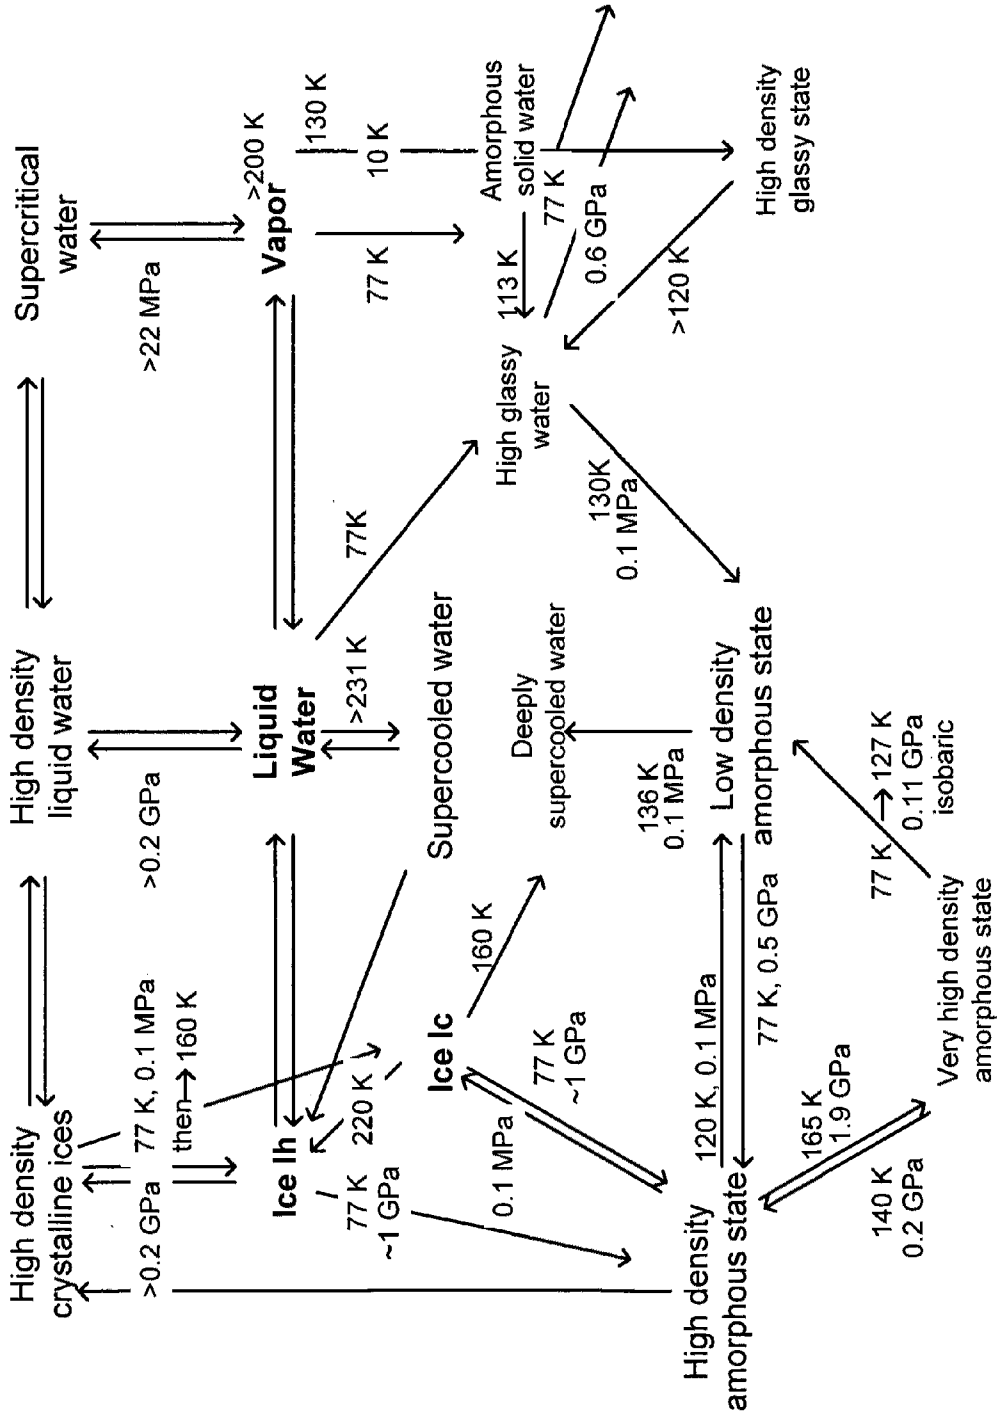 High density
crystalline ices
High density
liquid water
Supercritical
water
>0.2 GPa
77 K, 0.1 MPa
then→160 K
>0.2 GPa
>22 MPa
Ice Ih
Liquid
Water
Vapor
>200 K
77 K
~1 GPa
220 K
>231 K
77K
77 K
130 K
10 K
Ice Ic
Supercooled water
0.1 MPa
77 K
~1 GPa
160 K
Deeply
supercooled water
High glassy
water
113 K
Amorphous
solid water
77 K
0.6 GPa
130K
0.1 MPa
>120 K
136 K
0.1 MPa
High density
amorphous state
120 K, 0.1 MPa
77 K, 0.5 GPa
Low density
amorphous state
High density
glassy state
140 K
0.2 GPa
165 K
1.9 GPa
77 K→127 K
0.11 GPa
isobaric
Very high density
amorphous state